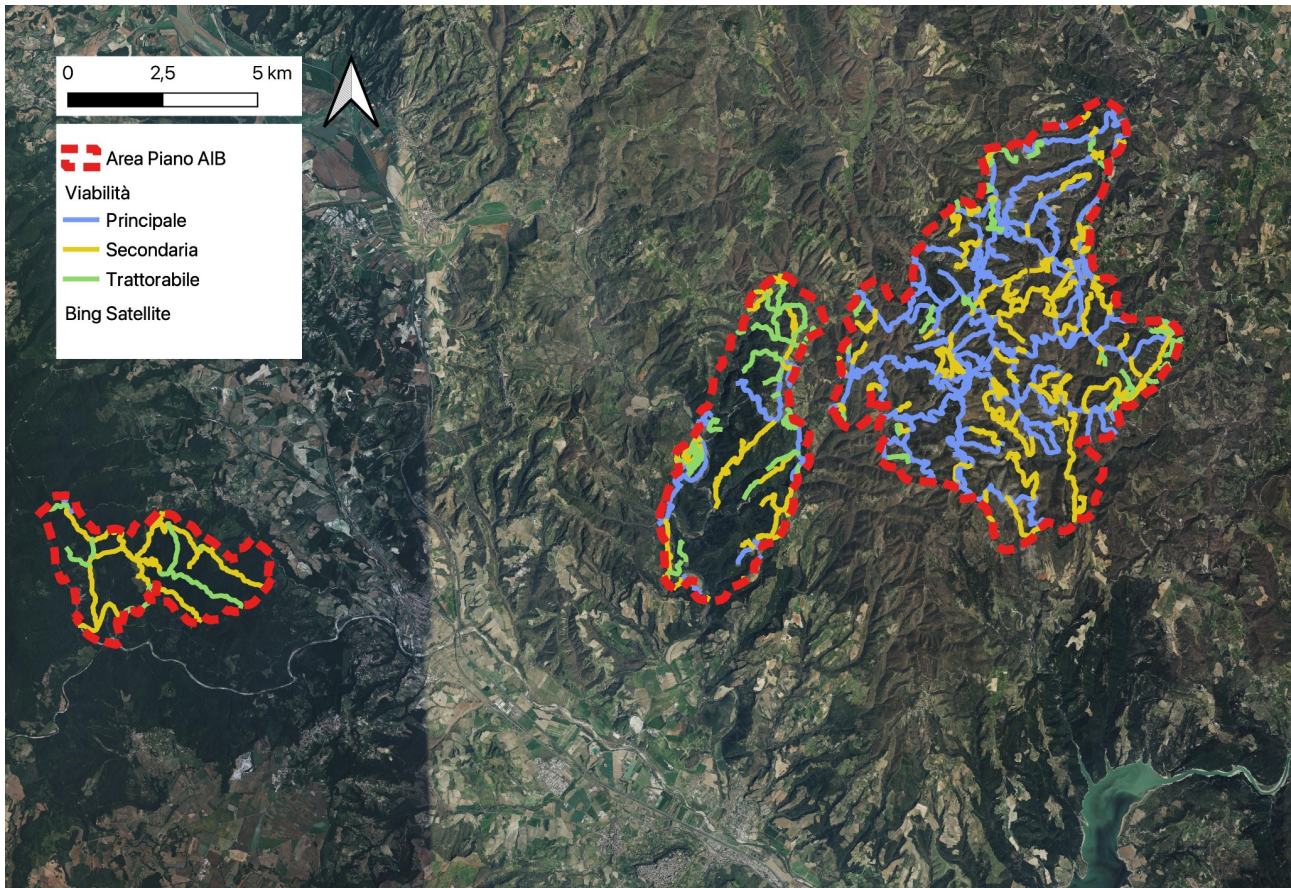 0 2,5 5 km
Area Piano AIB
Viabilità
Principale
Secondaria
Trattorabile
Bing Satellite